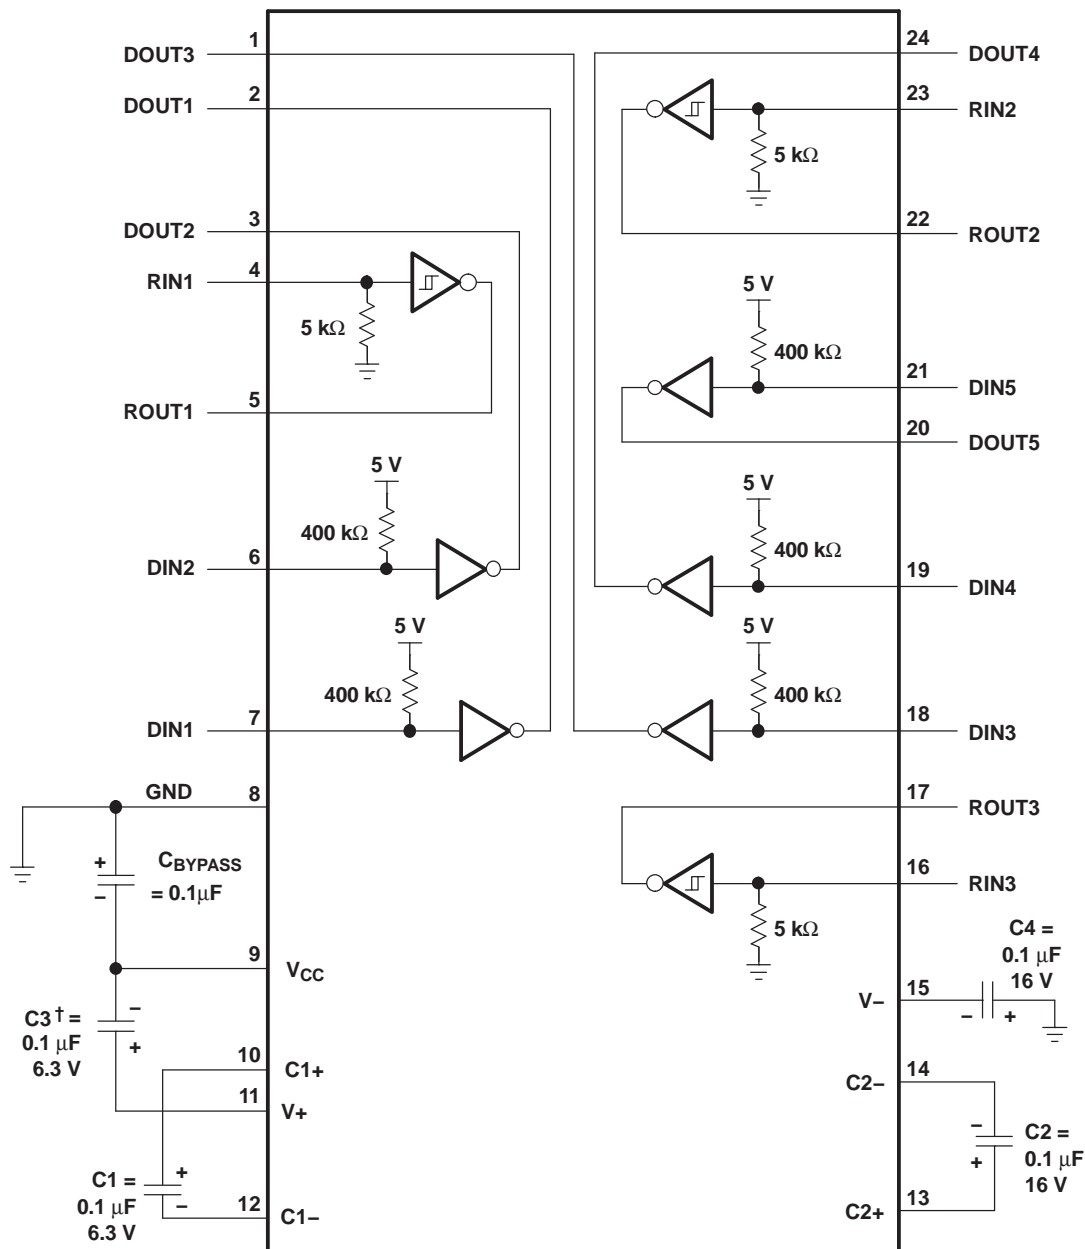 DOUT3 1
DOUT1 2
DOUT2 3
RIN1 4
5 kΩ
ROUT1 5
5 V
400 kΩ
DIN2 6
5 V
400 kΩ
DIN1 7
GND 8
+ CBYPASS
− = 0.1μF
9 VCC
C3† = −
0.1 μF +
6.3 V
10 C1+
11 V+
C1 = +
0.1 μF −
6.3 V
12 C1−
24 DOUT4
23 RIN2
5 kΩ
22 ROUT2
5 V
400 kΩ
21 DIN5
20 DOUT5
5 V
400 kΩ
19 DIN4
5 V
400 kΩ
18 DIN3
17 ROUT3
16 RIN3
5 kΩ
C4 =
0.1 μF
16 V
V− 15
− +
C2− 14
− C2 =
+ 0.1 μF
16 V
C2+ 13